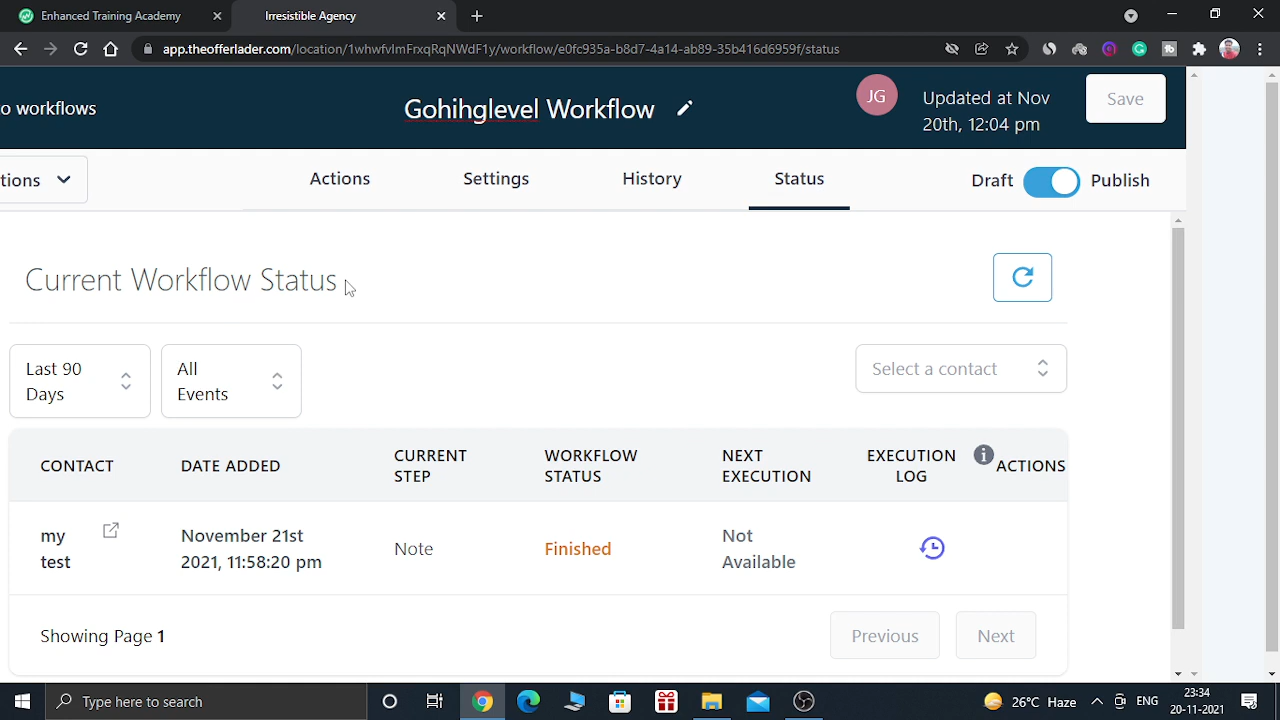 Enhanced Training Academy
Irresistible Agency
app.theofferlader.com/location/1whwfvlmFrxqRqNWdF1y/workflow/e0fc935a-b8d7-4a14-ab89-35b416d6959f/status
o workflows
Gohihglevel Workflow
JG
Updated at Nov
20th, 12:04 pm
Save
tions
Actions
Settings
History
Status
Draft
Publish
Current Workflow Status
Last 90
Days
All
Events
Select a contact
CONTACT
DATE ADDED
CURRENT
STEP
WORKFLOW
STATUS
NEXT
EXECUTION
EXECUTION
LOG
ACTIONS
my
test
November 21st
2021, 11:58:20 pm
Note
Finished
Not
Available
Showing Page 1
Previous
Next
Type here to search
26°C Haze
ENG
23:34
20-11-2021